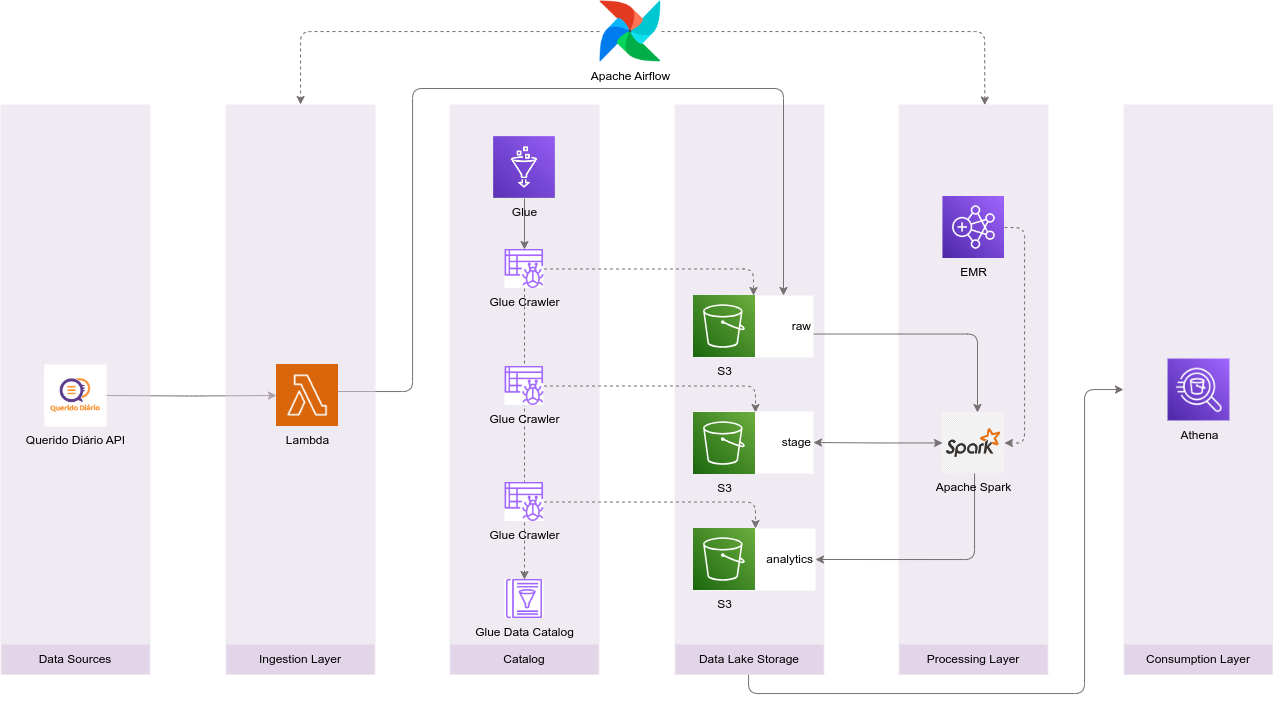 Apache Airflow
Querido Diário
Querido Diário API
Data Sources
Lambda
Ingestion Layer
Glue
Glue Crawler
Glue Crawler
Glue Crawler
Glue Data Catalog
Catalog
raw
S3
stage
S3
analytics
S3
Data Lake Storage
EMR
Spark
Apache Spark
Processing Layer
Athena
Consumption Layer